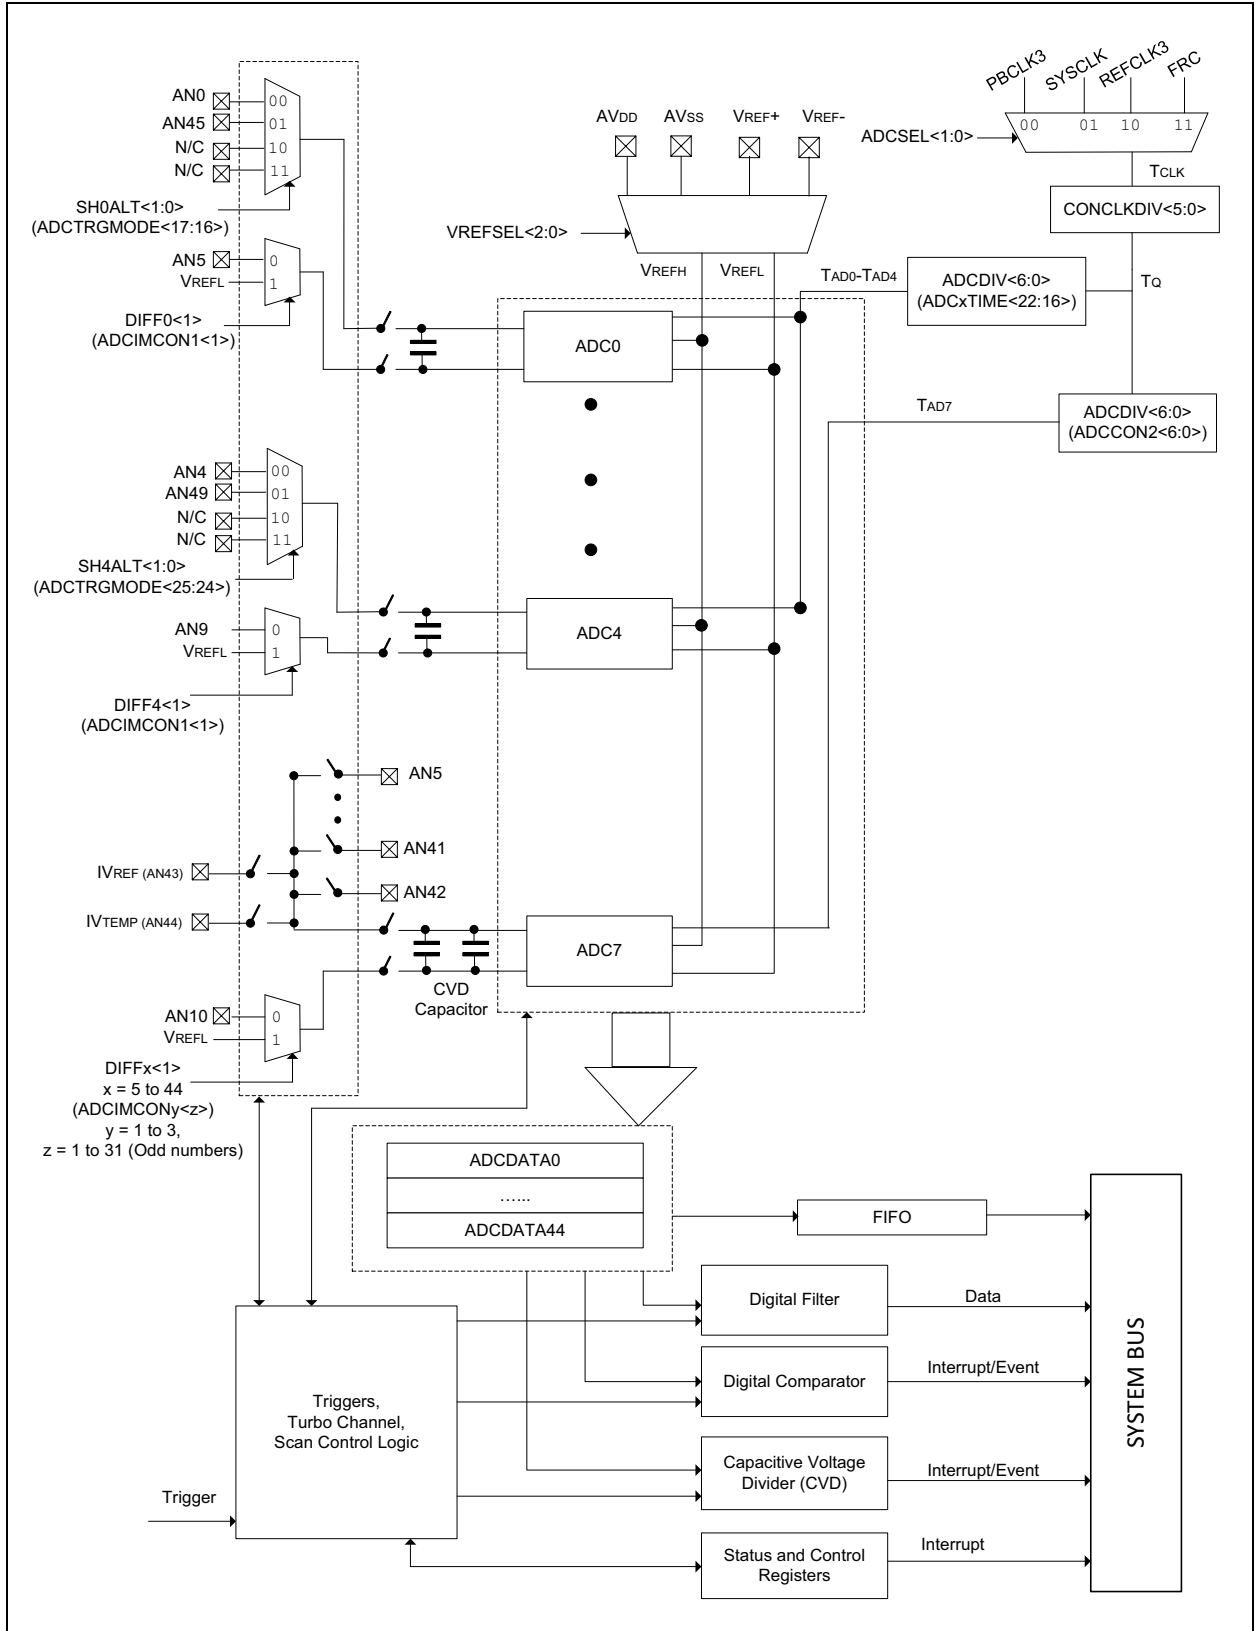 PBCLK3
SYSCLK
REFCLK3
FRC
ADCSEL<1:0>
00 01 10 11
TCLK
CONCLKDIV<5:0>
TQ
AVDD AVSS VREF+ VREF-
VREFSEL<2:0>
VREFH VREFL
TAD0-TAD4
ADCDIV<6:0>
(ADCxTIME<22:16>)
TAD7
ADCDIV<6:0>
(ADCCON2<6:0>)
AN0 00
AN45 01
N/C 10
N/C 11
SH0ALT<1:0>
(ADCTRGMODE<17:16>)
AN5 0
VREFL 1
DIFF0<1>
(ADCIMCON1<1>)
ADC0
AN4 00
AN49 01
N/C 10
N/C 11
SH4ALT<1:0>
(ADCTRGMODE<25:24>)
AN9 0
VREFL 1
DIFF4<1>
(ADCIMCON1<1>)
ADC4
AN5
AN41
AN42
IVREF (AN43)
IVTEMP (AN44)
ADC7
CVD
Capacitor
AN10 0
VREFL 1
DIFFx<1>
x = 5 to 44
(ADCIMCONy<z>)
y = 1 to 3,
z = 1 to 31 (Odd numbers)
ADCDATA0
......
ADCDATA44
FIFO
Digital Filter
Data
Digital Comparator
Interrupt/Event
Capacitive Voltage
Divider (CVD)
Interrupt/Event
Status and Control
Registers
Interrupt
Triggers,
Turbo Channel,
Scan Control Logic
Trigger
SYSTEM BUS